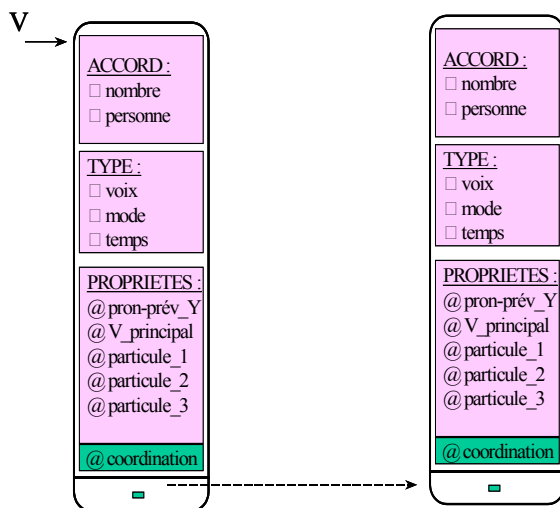 V
ACCORD :
□ nombre
□ personne
TYPE :
□ voix
□ mode
□ temps
PROPRIETES :
@ pron-prév_Y
@ V_principal
@ particule_1
@ particule_2
@ particule_3
@ coordination
ACCORD :
□ nombre
□ personne
TYPE :
□ voix
□ mode
□ temps
PROPRIETES :
@ pron-prév_Y
@ V_principal
@ particule_1
@ particule_2
@ particule_3
@ coordination